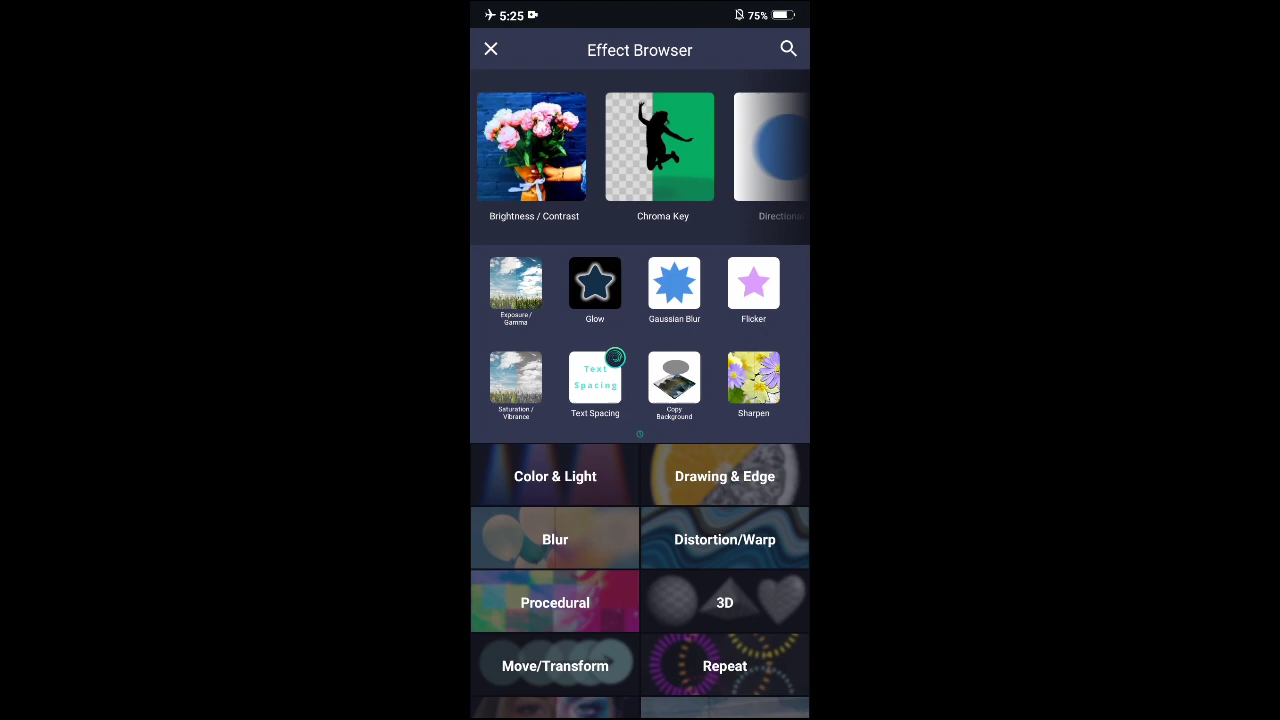 5:25
75%
Effect Browser
Brightness / Contrast
Chroma Key
Directional
Exposure /
Gamma
Glow
Gaussian Blur
Flicker
Text
Spacing
Saturation /
Vibrance
Text Spacing
Copy
Background
Sharpen
Color & Light
Drawing & Edge
Blur
Distortion/Warp
Procedural
3D
Move/Transform
Repeat